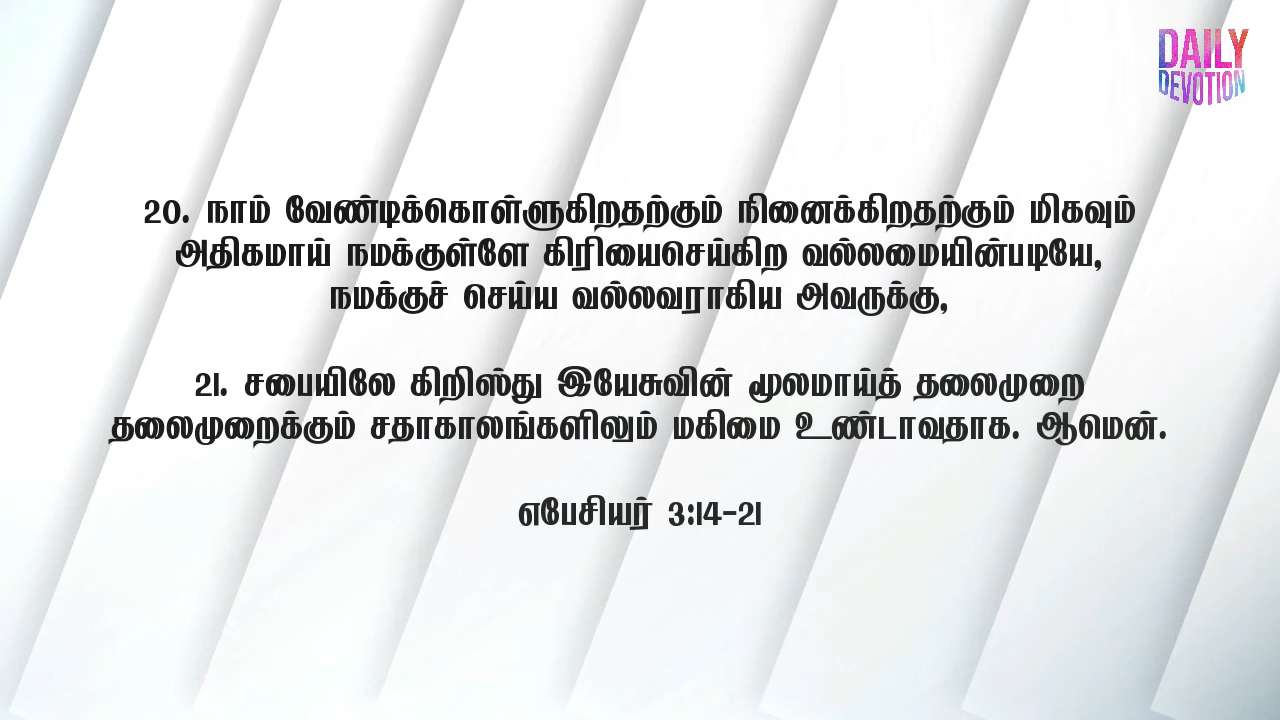 DAILY
DEVOTION
20. நாம் வேண்டிக்கொள்ளுகிறதற்கும் நினைக்கிறதற்கும் மிகவும்
அதிகமாய் நமக்குள்ளே கிரியைசெய்கிற வல்லமையின்படியே,
நமக்குச் செய்ய வல்லவராகிய அவருக்கு,
21. சபையிலே கிறிஸ்து இயேசுவின் மூலமாய்த் தலைமுறை
தலைமுறைக்கும் சதாகாலங்களிலும் மகிமை உண்டாவதாக. ஆமென்.
எபேசியர் 3:14-21